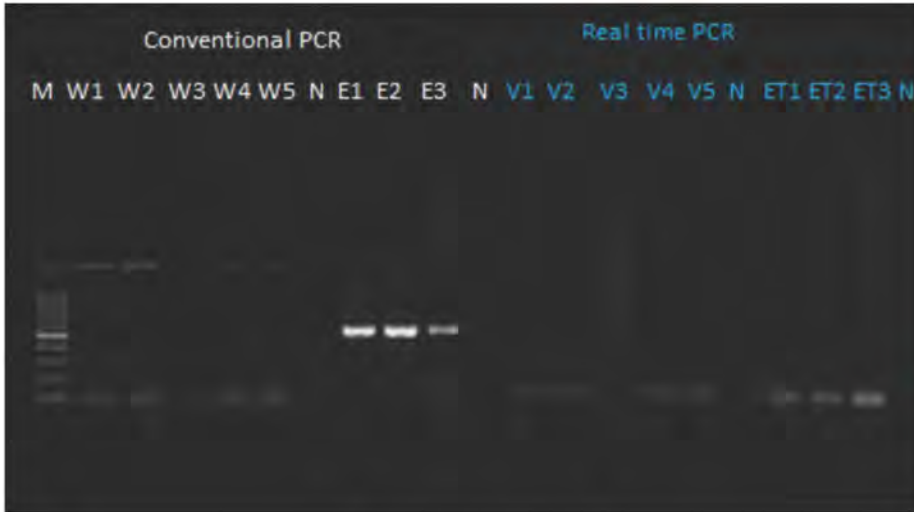 Conventional PCR
Real time PCR
M W1 W2 W3 W4 W5 N E1 E2 E3 N V1 V2 V3 V4 V5 N ET1 ET2 ET3 N